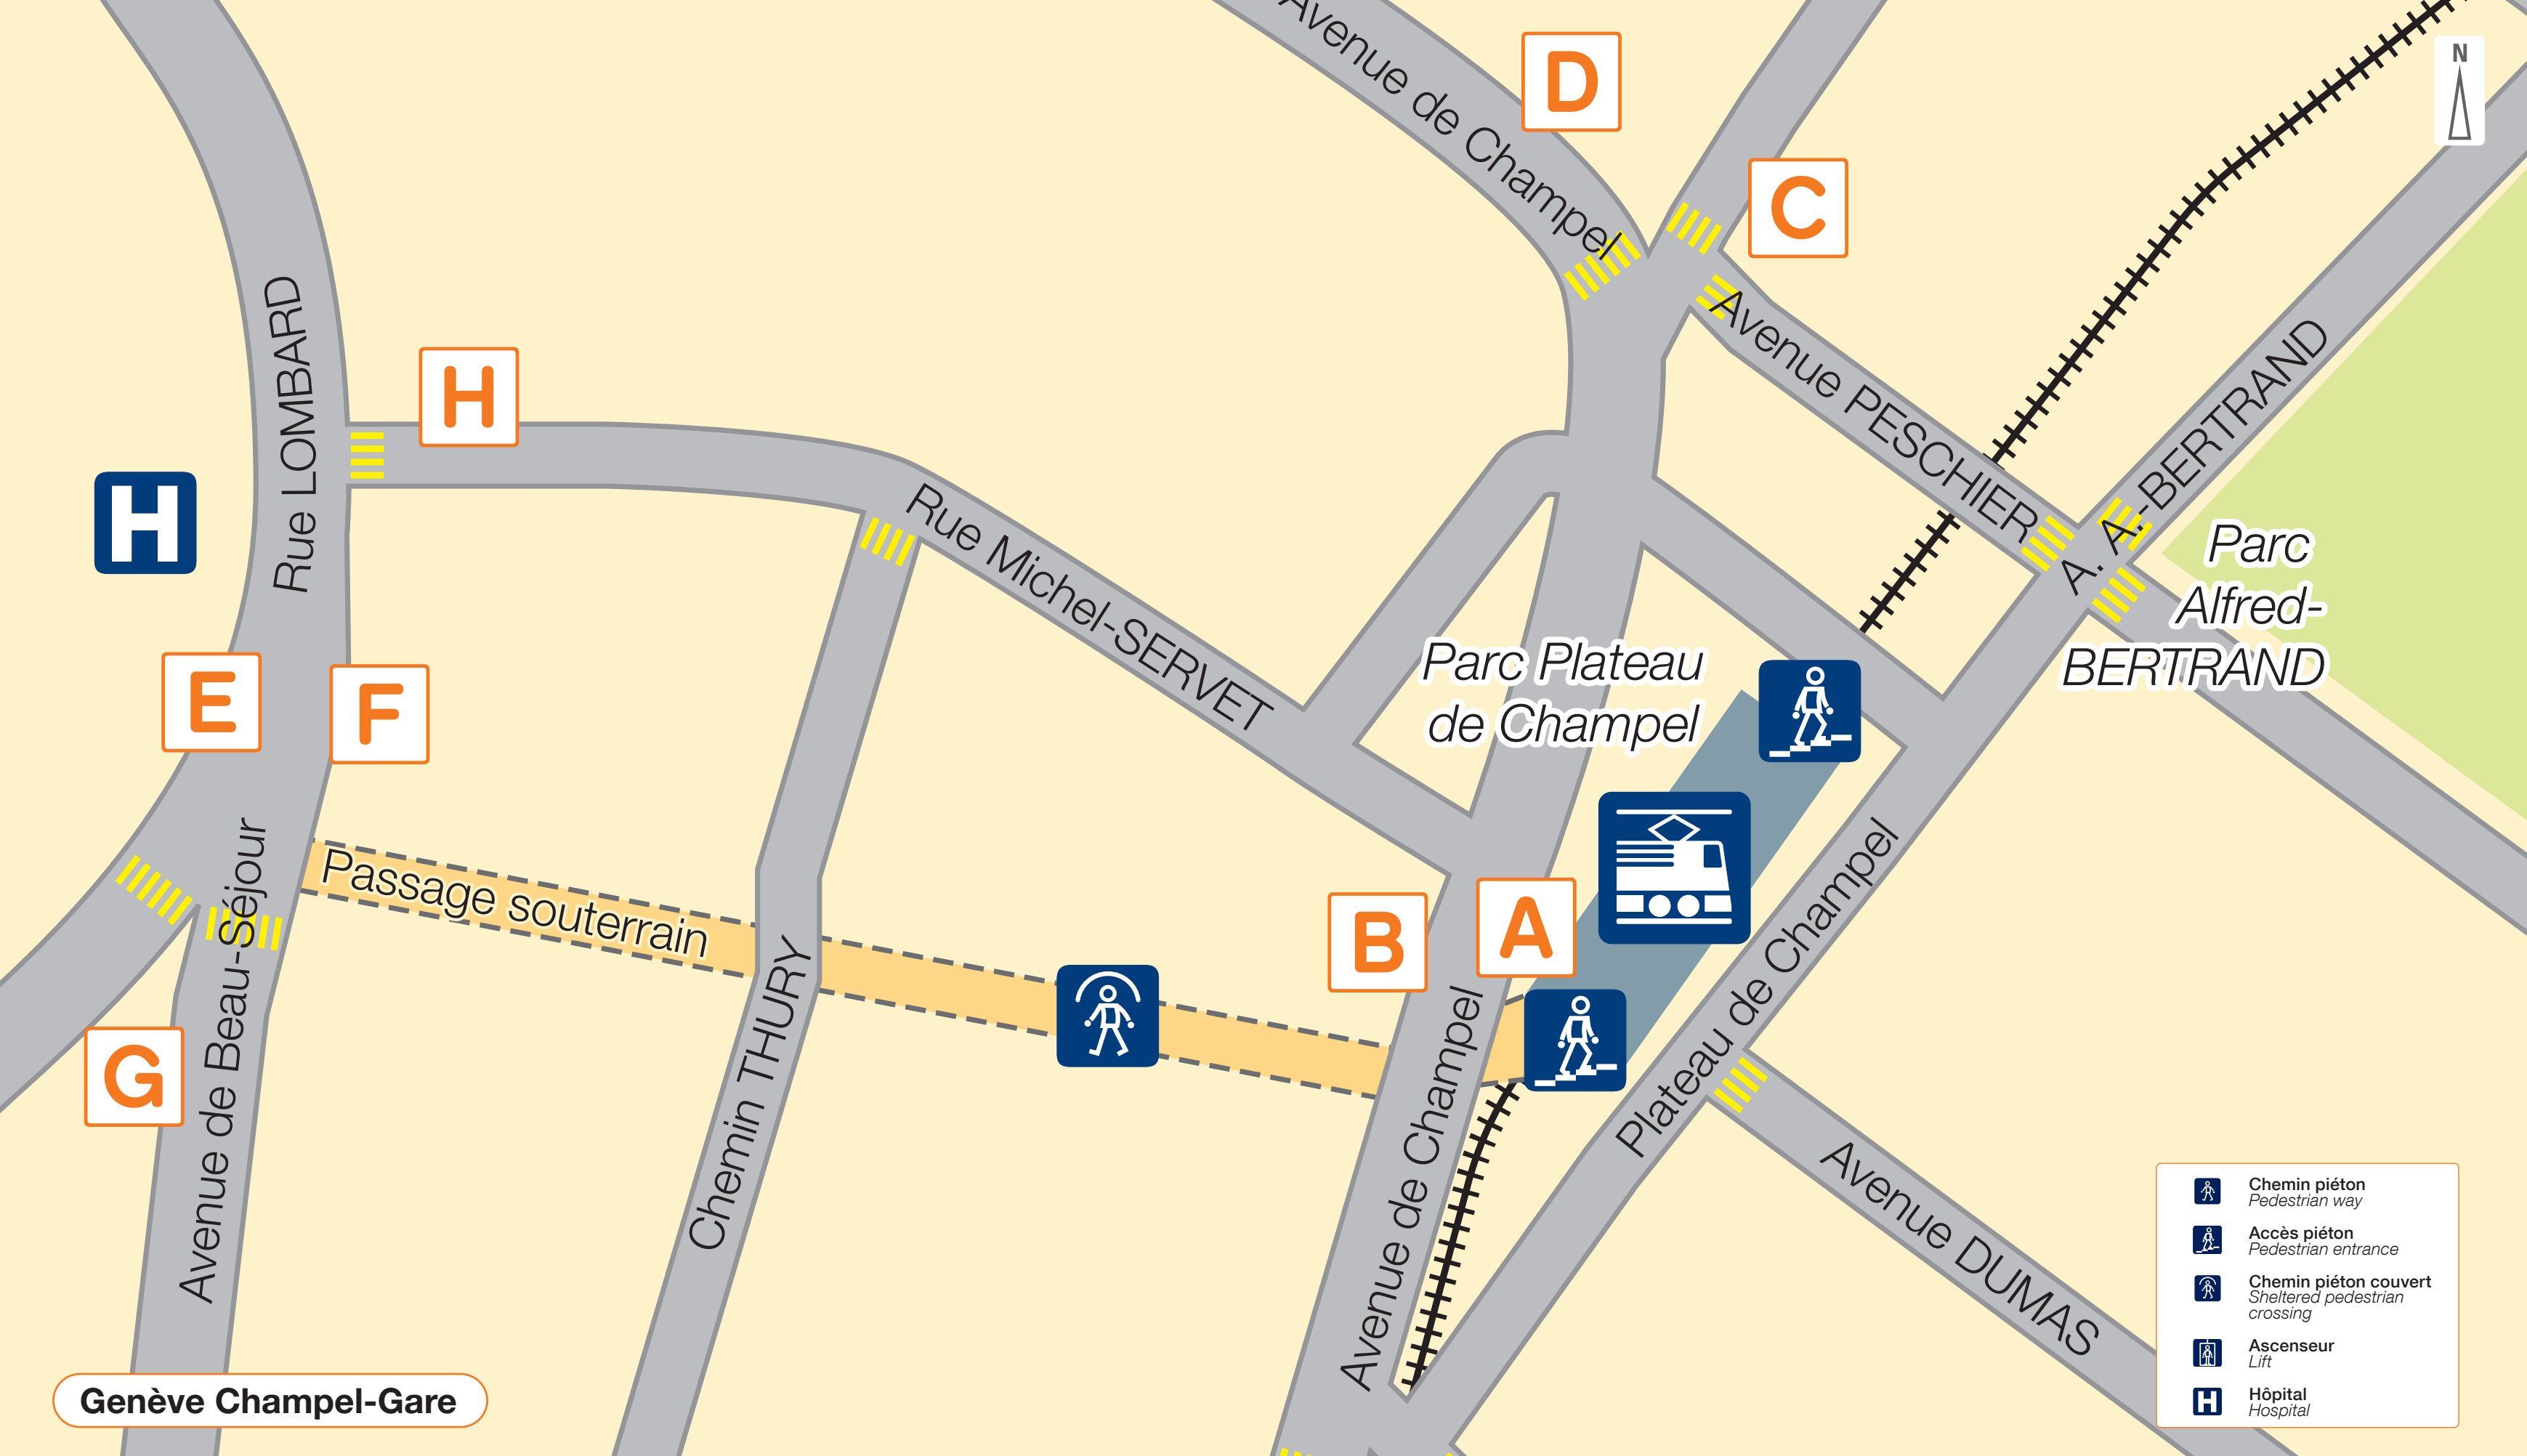 Avenue de Champel
D
N
C
Rue LOMBARD
H
Avenue PESCHIER
A. A.-BERTRAND
H
Rue Michel-SERVET
Parc
Alfred-
BERTRAND
Parc Plateau
de Champel
E
F
Passage souterrain
B
A
Avenue de Beau-Séjour
G
Chemin THURY
Avenue de Champel
Plateau de Champel
Avenue DUMAS
Chemin piéton
Pedestrian way
Accès piéton
Pedestrian entrance
Chemin piéton couvert
Sheltered pedestrian
crossing
Ascenseur
Lift
H
Hôpital
Hospital
Genève Champel-Gare